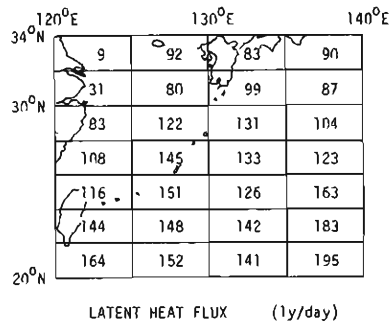 120°E 130°E 140°E
34°N
9 92 83 90
31 80 99 87
30°N
83 122 131 104
108 145 133 123
116 151 126 163
144 148 142 183
164 152 141 195
20°N
LATENT HEAT FLUX (ly/day)